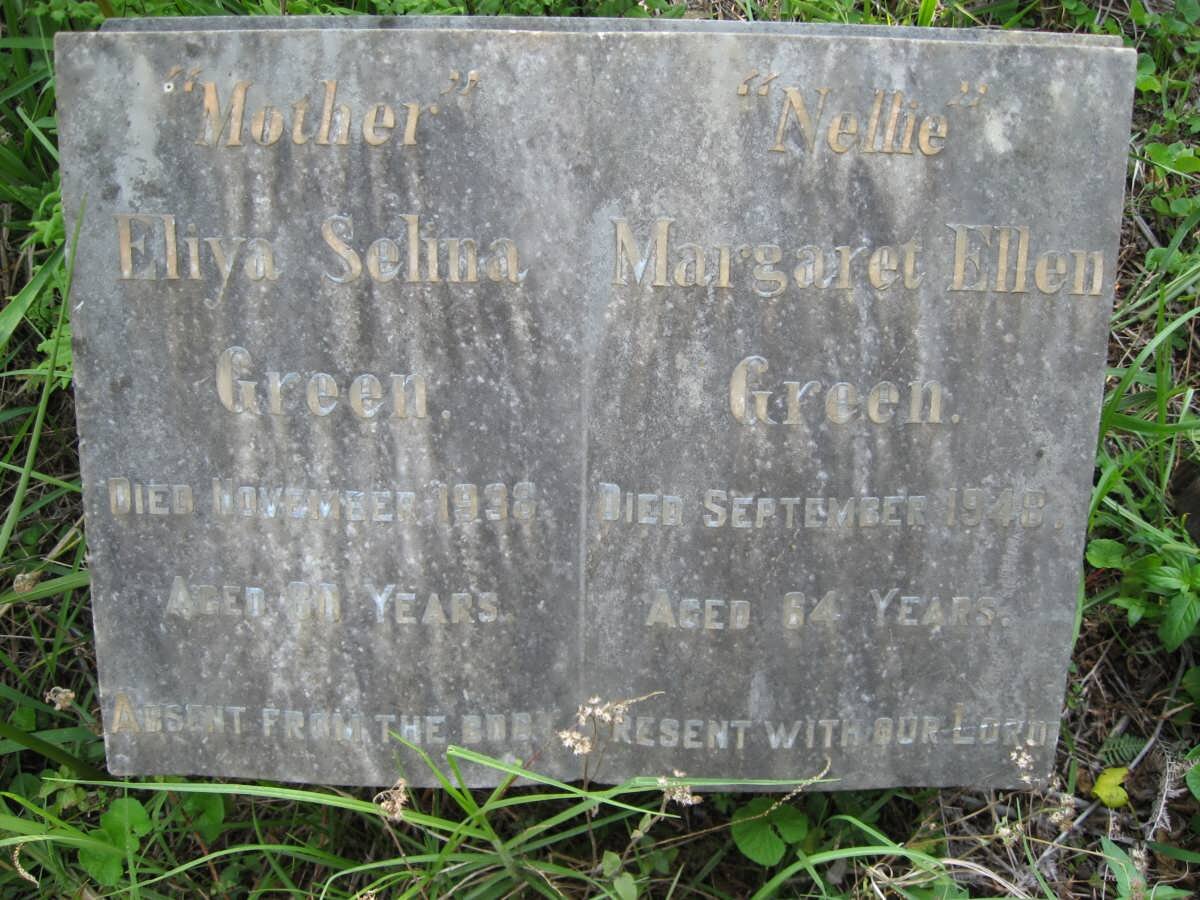 “Mother”
Eliya Selina
Green.
DIED NOVEMBER 1938
AGED 80 YEARS.
“Nellie”
Margaret Ellen
Green.
DIED SEPTEMBER 1948.
AGED 64 YEARS.
ABSENT FROM THE BODY PRESENT WITH OUR LORD